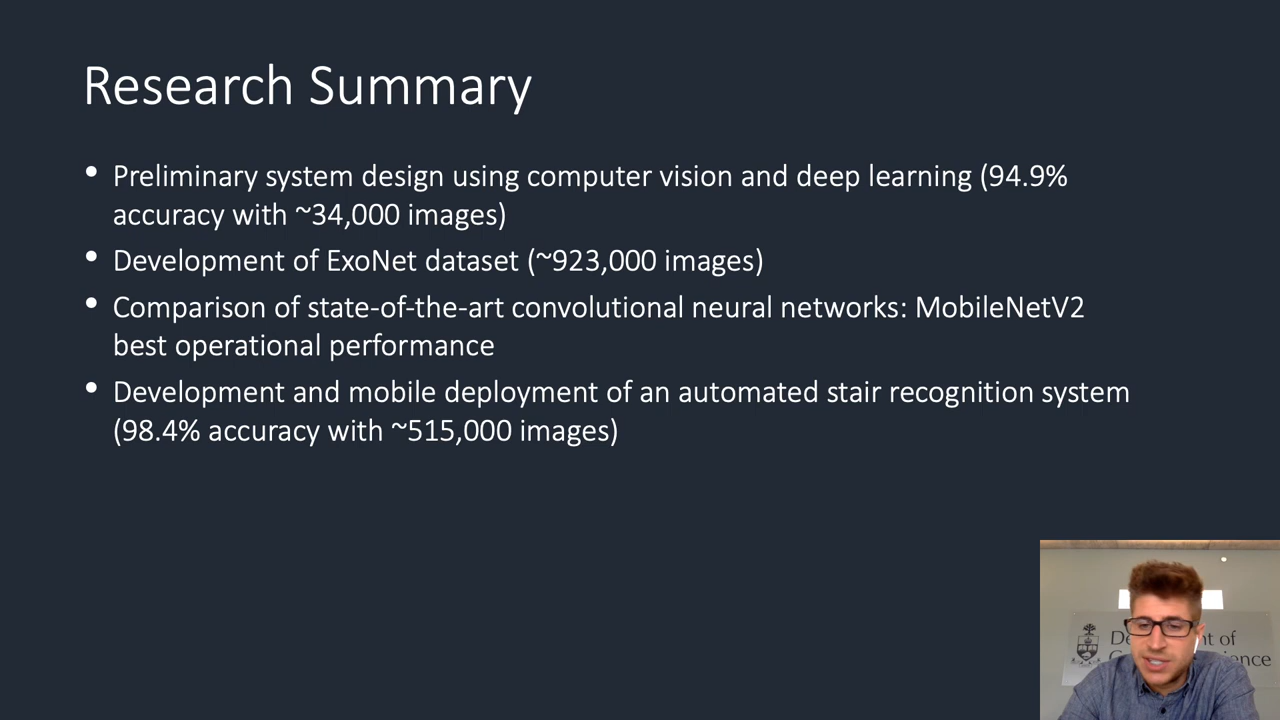 Research Summary
• Preliminary system design using computer vision and deep learning (94.9%
accuracy with ~34,000 images)
• Development of ExoNet dataset (~923,000 images)
• Comparison of state-of-the-art convolutional neural networks: MobileNetV2
best operational performance
• Development and mobile deployment of an automated stair recognition system
(98.4% accuracy with ~515,000 images)
of